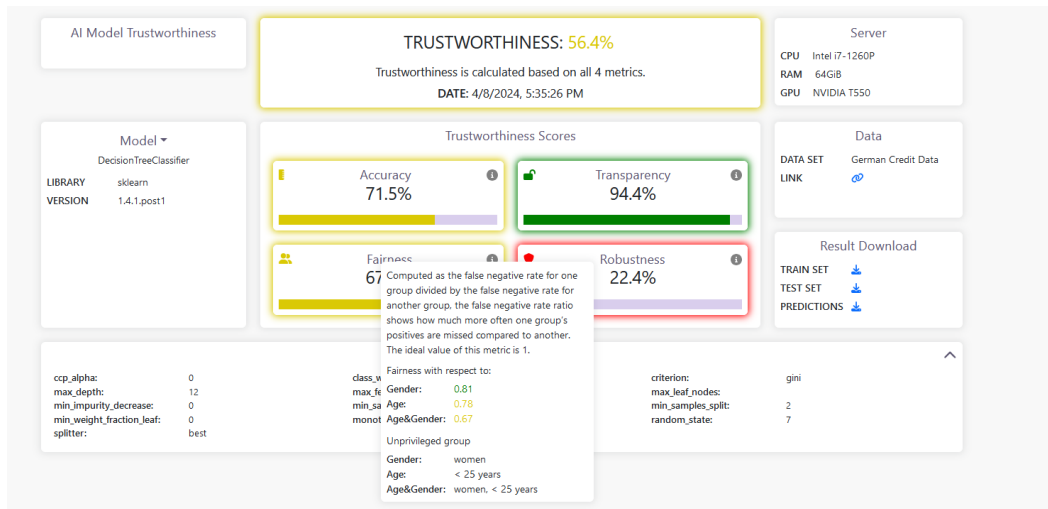 AI Model Trustworthiness
TRUSTWORTHINESS: 56.4%
Trustworthiness is calculated based on all 4 metrics.
DATE: 4/8/2024, 5:35:26 PM
Server
CPU Intel i7-1260P
RAM 64GiB
GPU NVIDIA T550
Model
DecisionTreeClassifier
LIBRARY sklearn
VERSION 1.4.1.post1
Trustworthiness Scores
Accuracy
71.5%
Transparency
94.4%
Fairness
67
Robustness
22.4%
Computed as the false negative rate for one
group divided by the false negative rate for
another group, the false negative rate ratio
shows how much more often one group's
positives are missed compared to another.
The ideal value of this metric is 1.
Fairness with respect to:
Gender: 0.81
Age: 0.78
Age&Gender: 0.67
Unprivileged group
Gender: women
Age: < 25 years
Age&Gender: women, < 25 years
Data
DATA SET German Credit Data
LINK
Result Download
TRAIN SET
TEST SET
PREDICTIONS
ccp_alpha: 0
max_depth: 12
min_impurity_decrease: 0
min_weight_fraction_leaf: 0
splitter: best
class_w
max_fe
min_sa
monot
criterion: gini
max_leaf_nodes:
min_samples_split: 2
random_state: 7